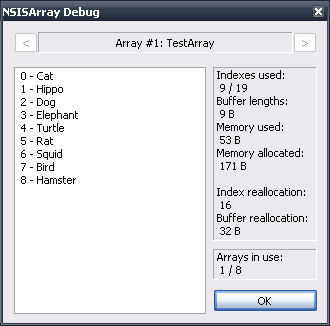 NSISArray Debug
< Array #1: TestArray >
0 - Cat
1 - Hippo
2 - Dog
3 - Elephant
4 - Turtle
5 - Rat
6 - Squid
7 - Bird
8 - Hamster
Indexes used:
9 / 19
Buffer lengths:
9 B
Memory used:
53 B
Memory allocated:
171 B
Index reallocation:
16
Buffer reallocation:
32 B
Arrays in use:
1 / 8
OK